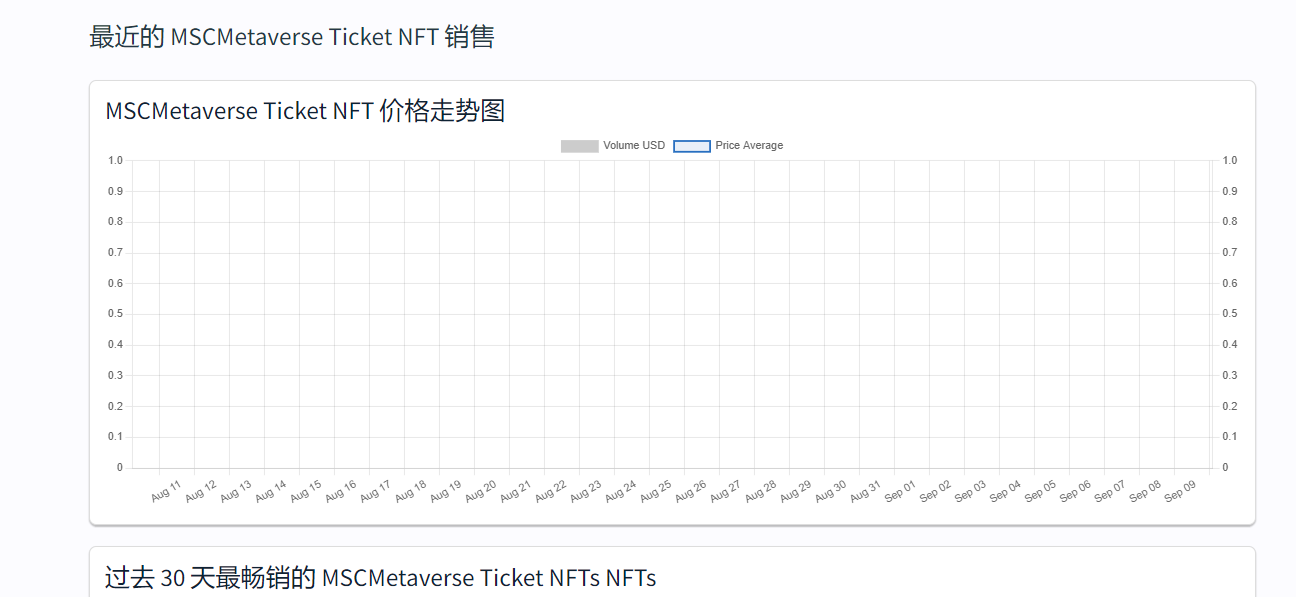 最近的 MSCMetaverse Ticket NFT 销售
MSCMetaverse Ticket NFT 价格走势图
Volume USD Price Average
1.0 1.0
0.9 0.9
0.8 0.8
0.7 0.7
0.6 0.6
0.5 0.5
0.4 0.4
0.3 0.3
0.2 0.2
0.1 0.1
0 0
Aug 11 Aug 12 Aug 13 Aug 14 Aug 15 Aug 16 Aug 17 Aug 18 Aug 19 Aug 20 Aug 21 Aug 22 Aug 23 Aug 24 Aug 25 Aug 26 Aug 27 Aug 28 Aug 29 Aug 30 Aug 31 Sep 01 Sep 02 Sep 03 Sep 04 Sep 05 Sep 06 Sep 07 Sep 08 Sep 09
过去 30 天最畅销的 MSCMetaverse Ticket NFTs NFTs